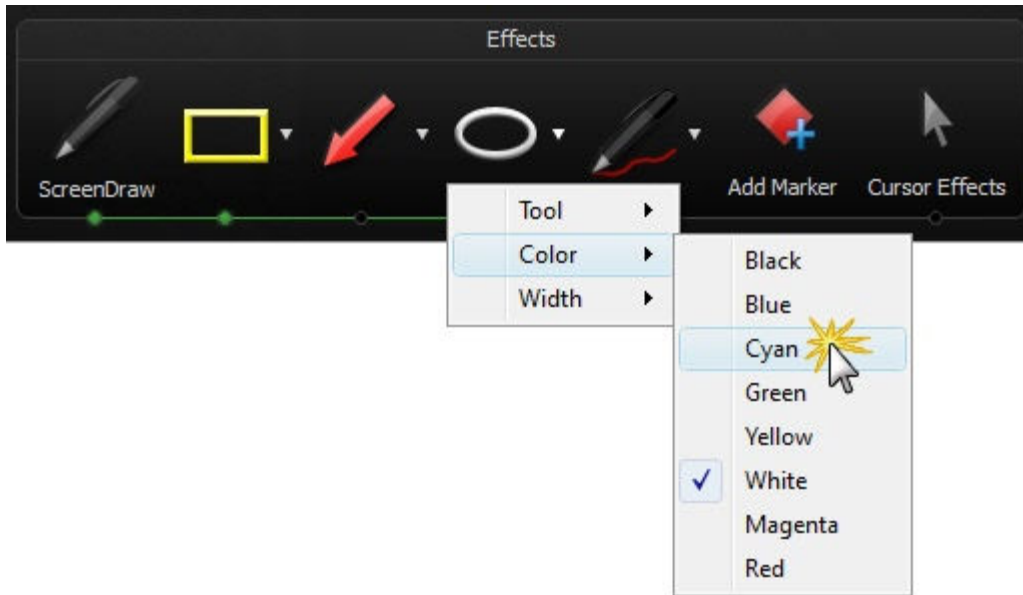 Effects
ScreenDraw
Add Marker
Cursor Effects
Tool
Color
Width
Black
Blue
Cyan
Green
Yellow
White
Magenta
Red